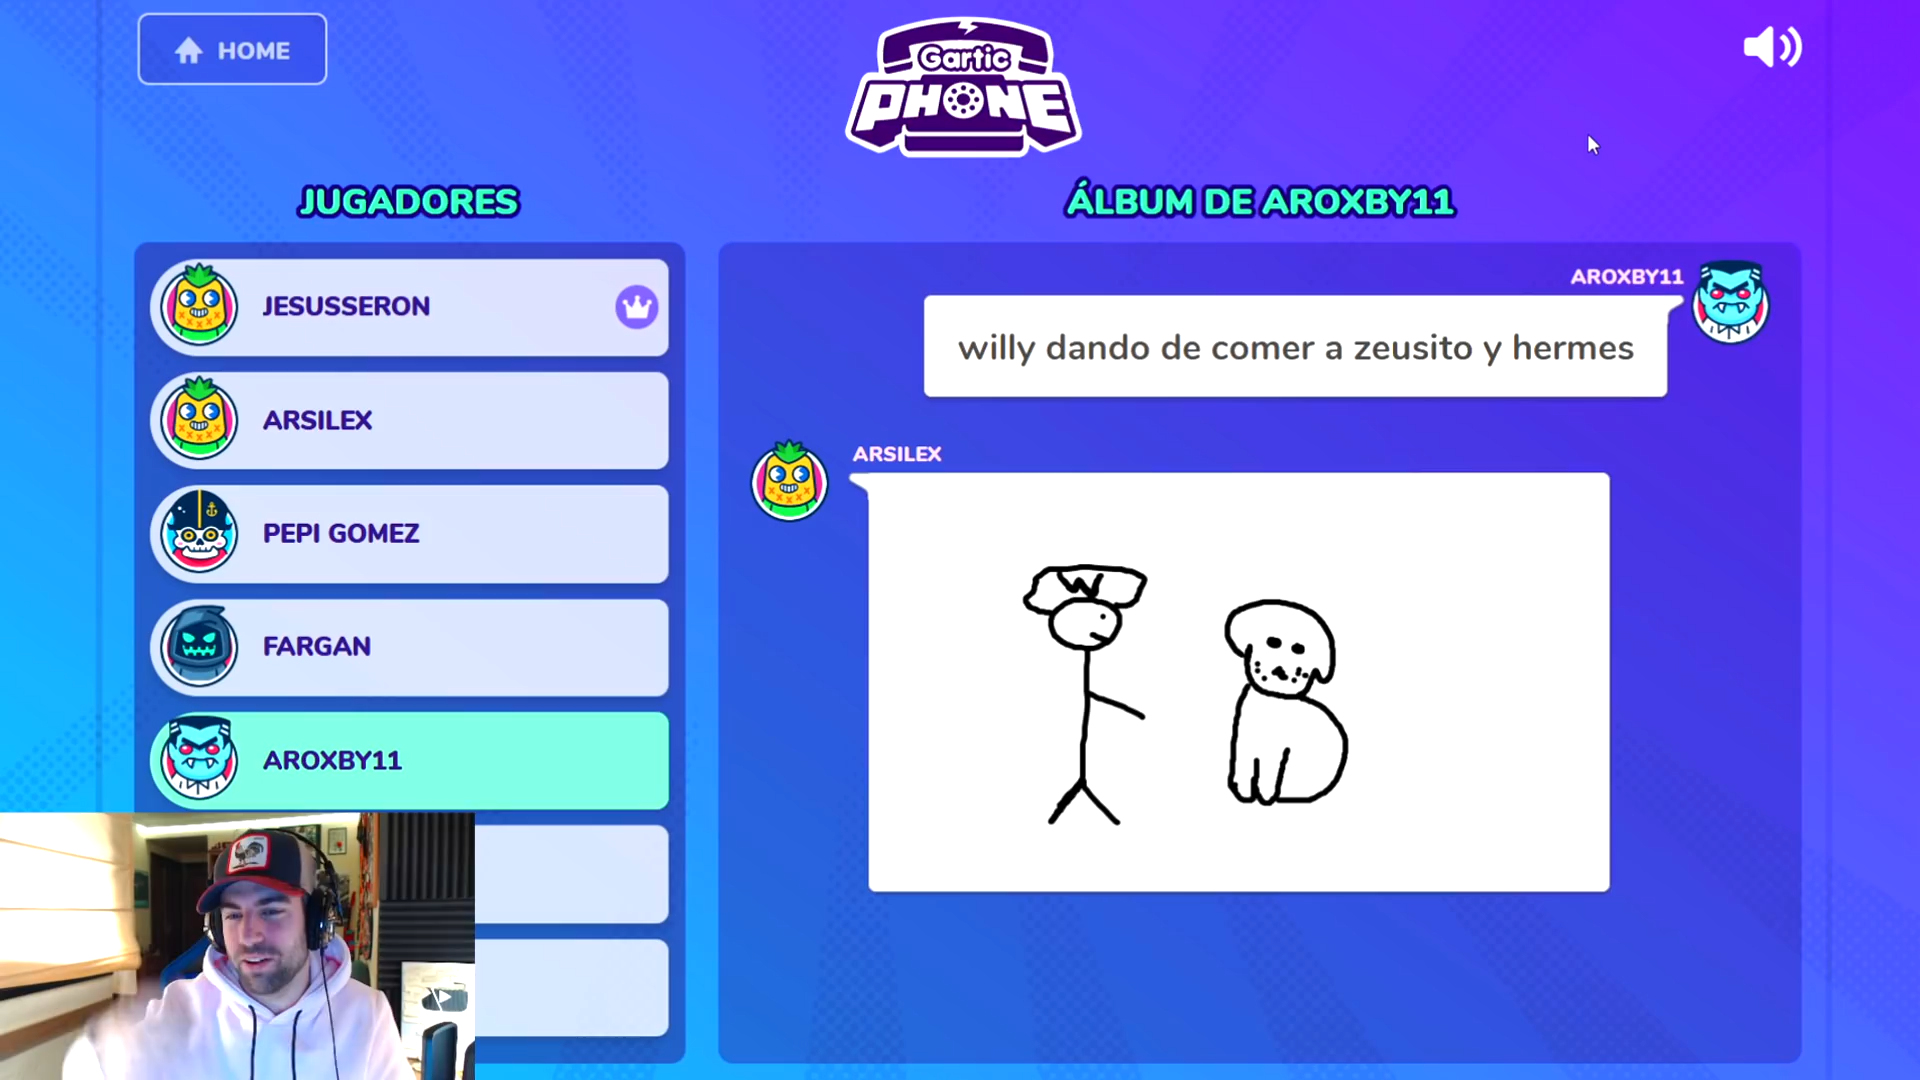 HOME
Gartic
PHONE
JUGADORES
JESUSSERON
ARSILEX
PEPI GOMEZ
FARGAN
AROXBY11
ÁLBUM DE AROXBY11
AROXBY11
willy dando de comer a zeusito y hermes
ARSILEX
W